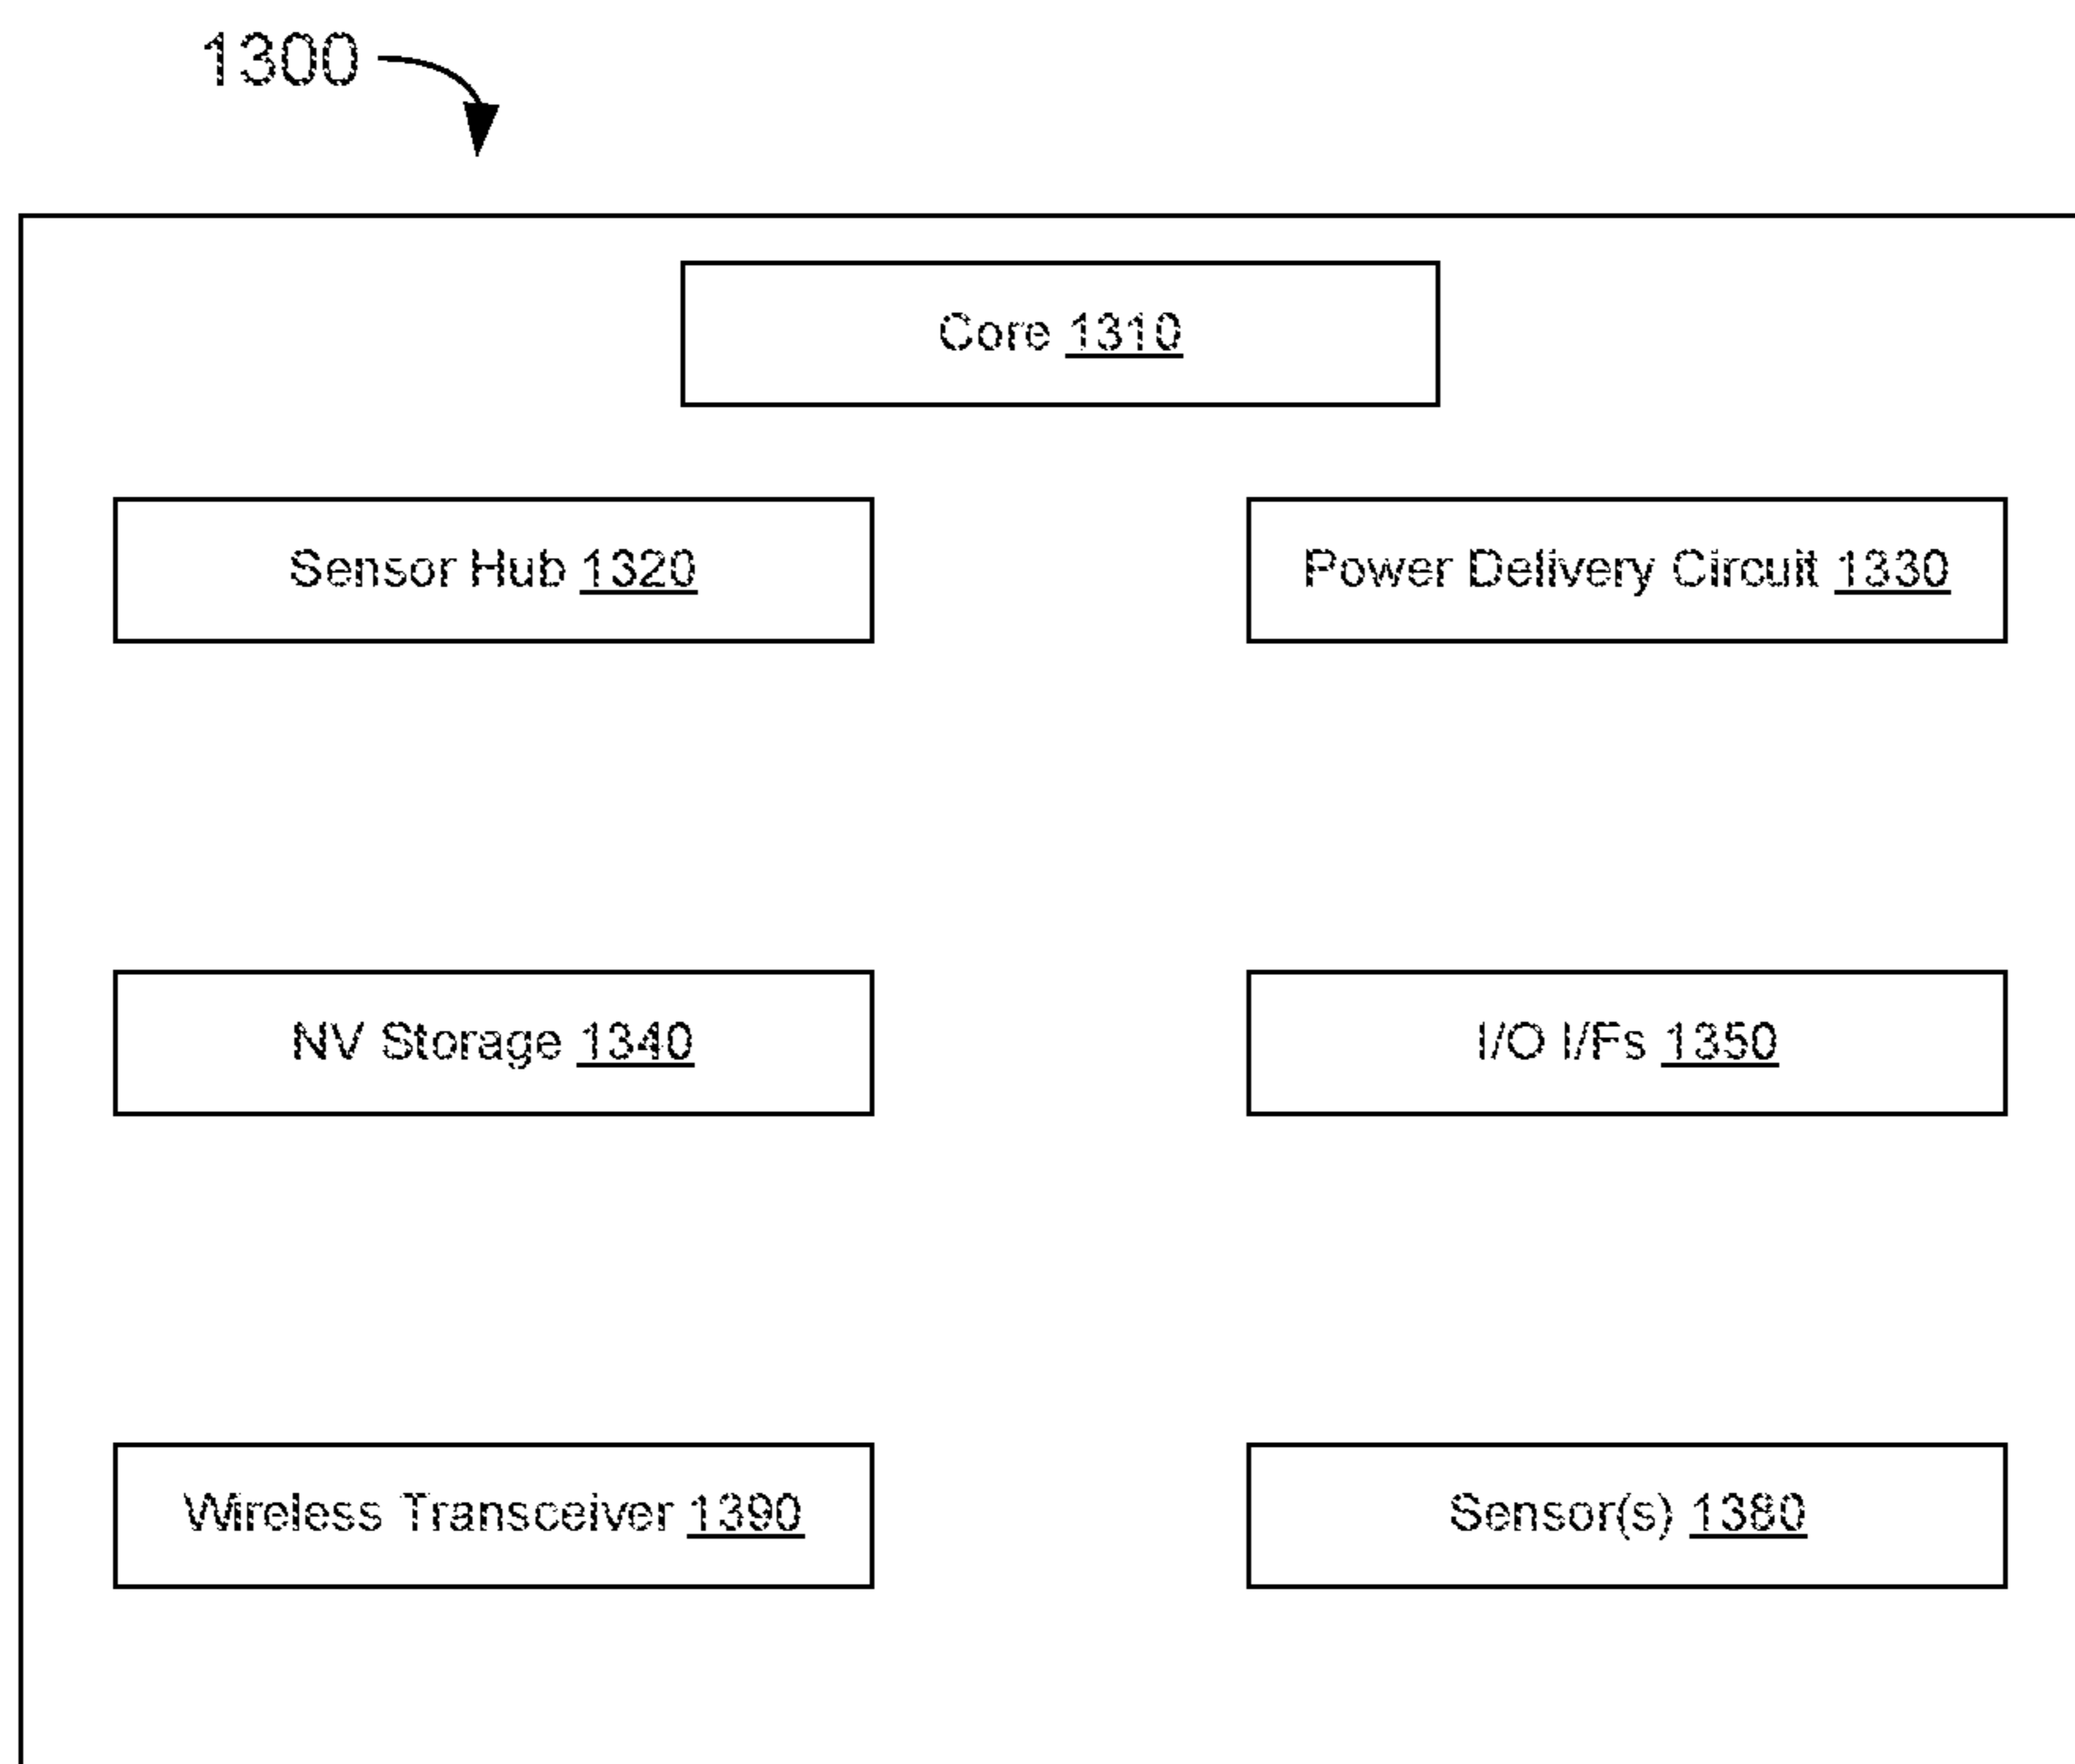 1300
Core 1310
Sensor Hub 1320
Power Delivery Circuit 1330
NV Storage 1340
I/O I/Fs 1350
Wireless Transceiver 1390
Sensor(s) 1380